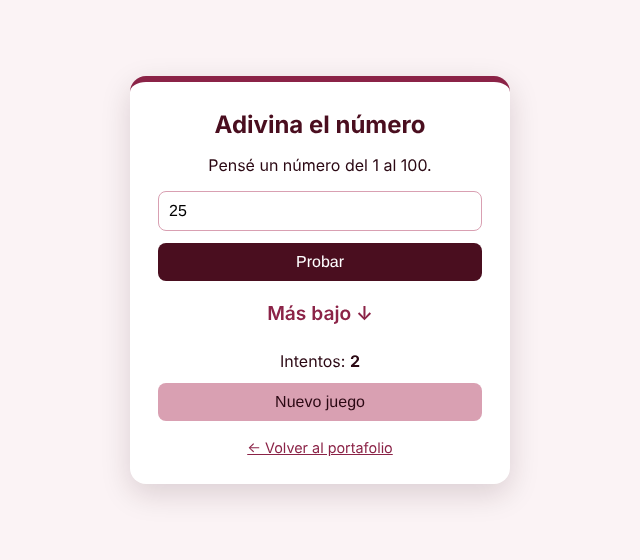 Adivina el número
Pensé un número del 1 al 100.
25
Probar
Más bajo ↓
Intentos: 2
Nuevo juego
← Volver al portafolio